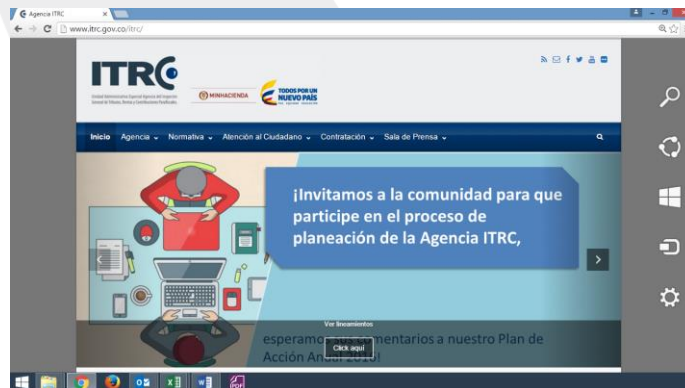 Agencia ITRC
www.itrc.gov.co/itrc/
ITRC
MINHACIENDA
TODOS POR UN
NUEVO PAÍS
Inicio Agencia Normativa Atención al Ciudadano Contratación Sala de Prensa
¡Invitamos a la comunidad para que
participe en el proceso de
planeación de la Agencia ITRC,
Ver lineamientos
Click aquí
esperamos sus comentarios a nuestro Plan de
Acción Anual 2016!
PDF